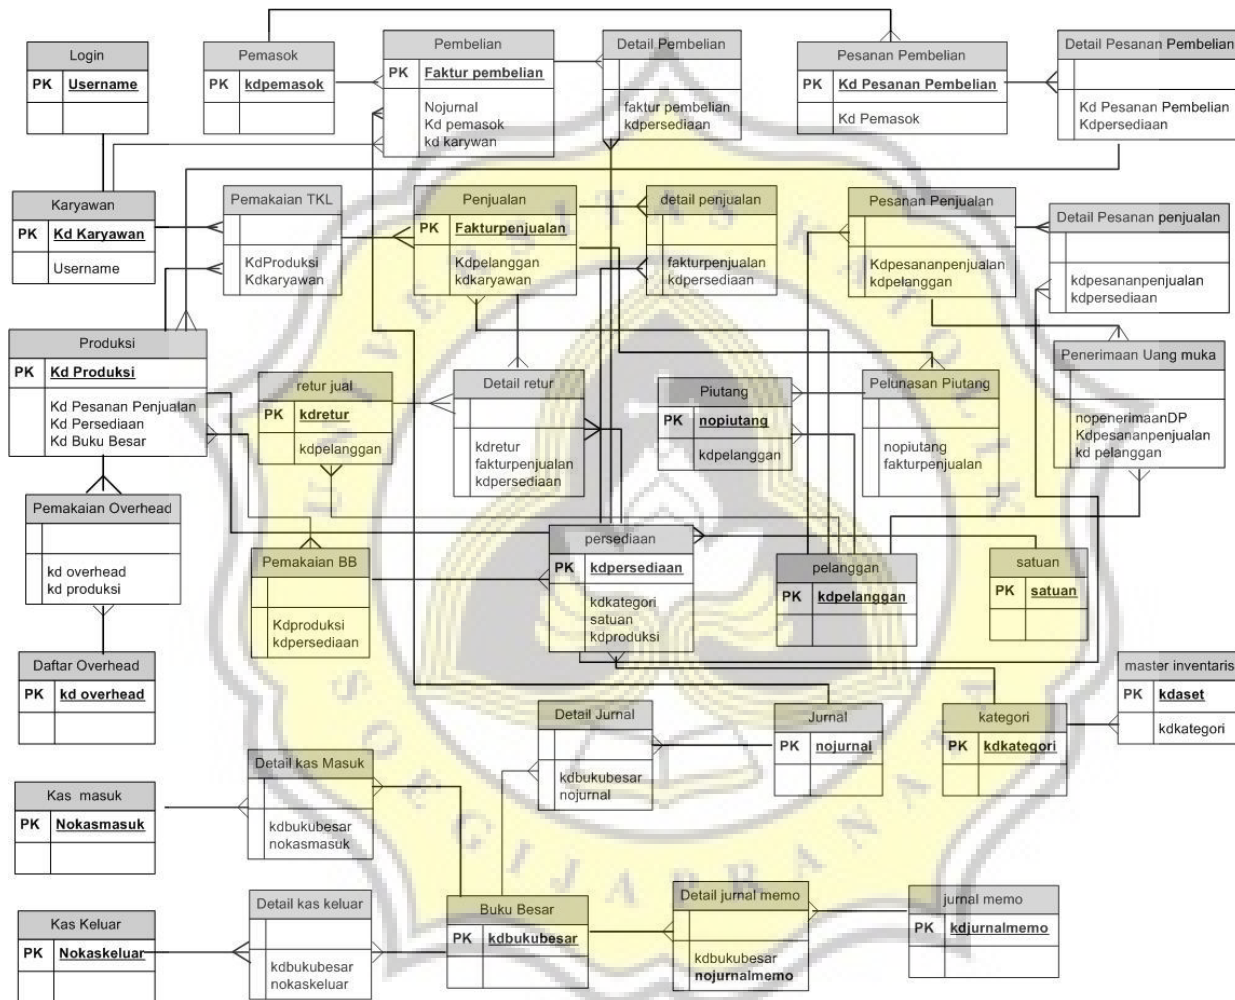 Login
PK Username
Pemasok
PK kdpemasok
Pembelian
PK Faktur pembelian
Nojurnal
Kd pemasok
kd karywan
Detail Pembelian
faktur pembelian
kdpersediaan
Pesanan Pembelian
PK Kd Pesanan Pembelian
Kd Pemasok
Detail Pesanan Pembelian
Kd Pesanan Pembelian
Kdpersediaan
Karyawan
PK Kd Karyawan
Username
Pemakaian TKL
KdProduksi
Kdkaryawan
Penjualan
PK Fakturpenjualan
Kdpelanggan
kdkaryawan
detail penjualan
fakturpenjualan
kdpersediaan
Pesanan Penjualan
Kdpesananpenjualan
kdpelanggan
Detail Pesanan penjualan
kdpesananpenjualan
kdpersediaan
Produksi
PK Kd Produksi
Kd Pesanan Penjualan
Kd Persediaan
Kd Buku Besar
retur jual
PK kdretur
kdpelanggan
Detail retur
kdretur
fakturpenjualan
kdpersediaan
Piutang
PK nopiutang
kdpelanggan
Pelunasan Piutang
nopiutang
fakturpenjualan
Penerimaan Uang muka
nopenerimaanDP
Kdpesananpenjualan
kd pelanggan
Pemakaian Overhead
kd overhead
kd produksi
Pemakaian BB
Kdproduksi
kdpersediaan
persediaan
PK kdpersediaan
kdkategori
satuan
kdproduksi
pelanggan
PK kdpelanggan
satuan
PK satuan
Daftar Overhead
PK kd overhead
master inventaris
PK kdaset
kdkategori
Detail Jurnal
kdbukubesar
nojurnal
Jurnal
PK nojurnal
kategori
PK kdkategori
Kas masuk
PK Nokasmasuk
Detail kas Masuk
kdbukubesar
nokasmasuk
Kas Keluar
PK Nokaskeluar
Detail kas keluar
kdbukubesar
nokaskeluar
Buku Besar
PK kdbukubesar
Detail jurnal memo
kdbukubesar
nojurnalmemo
jurnal memo
PK kdjurnalmemo
UNIVERSITAS KATOLIK
SOEGIJAPRANATA